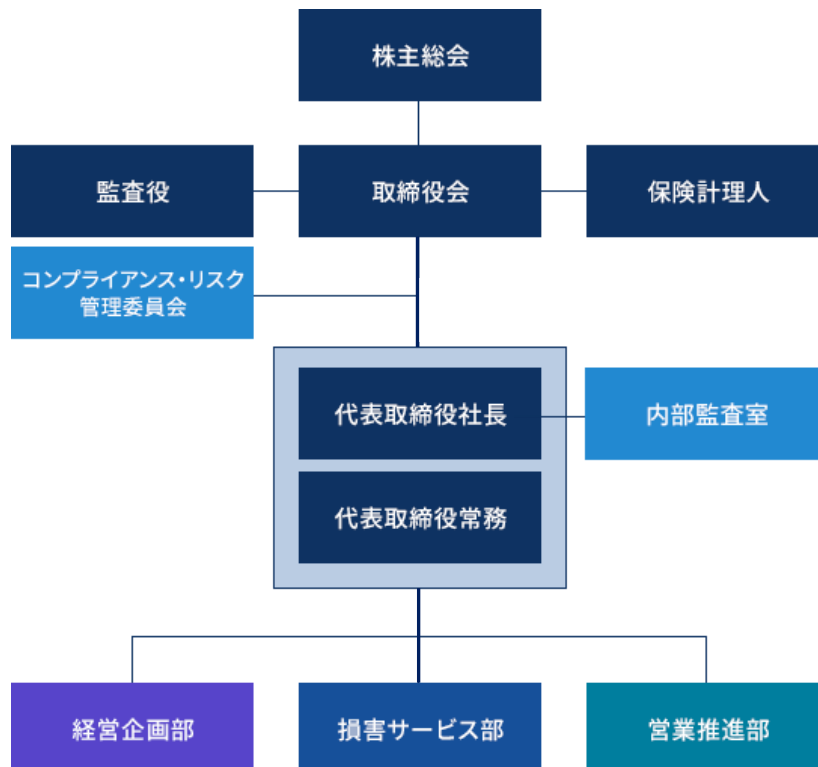 株主総会
監査役
取締役会
保険計理人
コンプライアンス・リスク
管理委員会
代表取締役社長
内部監査室
代表取締役常務
経営企画部
損害サービス部
営業推進部